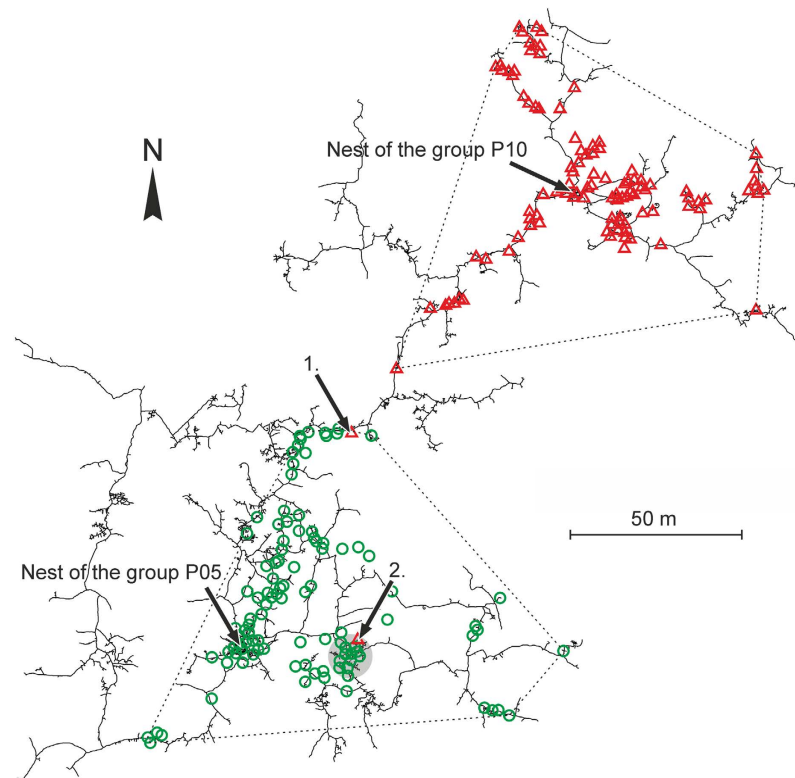 Nest of the group P10
N
1.
50 m
Nest of the group P05
2.